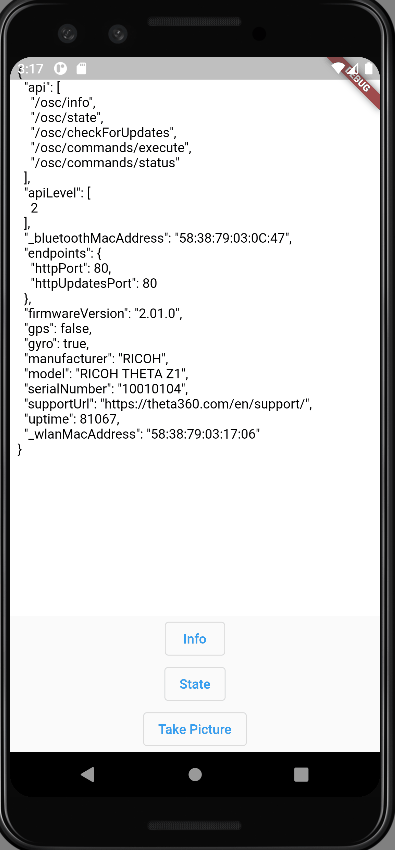 3:17
DEBUG
{
"api": [
"/osc/info",
"/osc/state",
"/osc/checkForUpdates",
"/osc/commands/execute",
"/osc/commands/status"
],
"apiLevel": [
2
],
"_bluetoothMacAddress": "58:38:79:03:0C:47",
"endpoints": {
"httpPort": 80,
"httpUpdatesPort": 80
},
"firmwareVersion": "2.01.0",
"gps": false,
"gyro": true,
"manufacturer": "RICOH",
"model": "RICOH THETA Z1",
"serialNumber": "10010104",
"supportUrl": "https://theta360.com/en/support/",
"uptime": 81067,
"_wlanMacAddress": "58:38:79:03:17:06"
}
Info
State
Take Picture